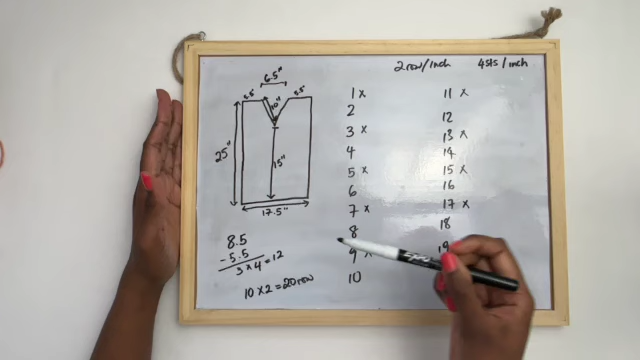 2 row/inch 4 sts/inch
6.5"
5.5 5.5
10"
25"
15"
17.5"
8.5
- 5.5
3 x 4 = 12
10 x 2 = 20 row
1 x
2
3 x
4
5 x
6
7 x
8
9 x
10
11 x
12
13 x
14
15 x
16
17 x
18
19